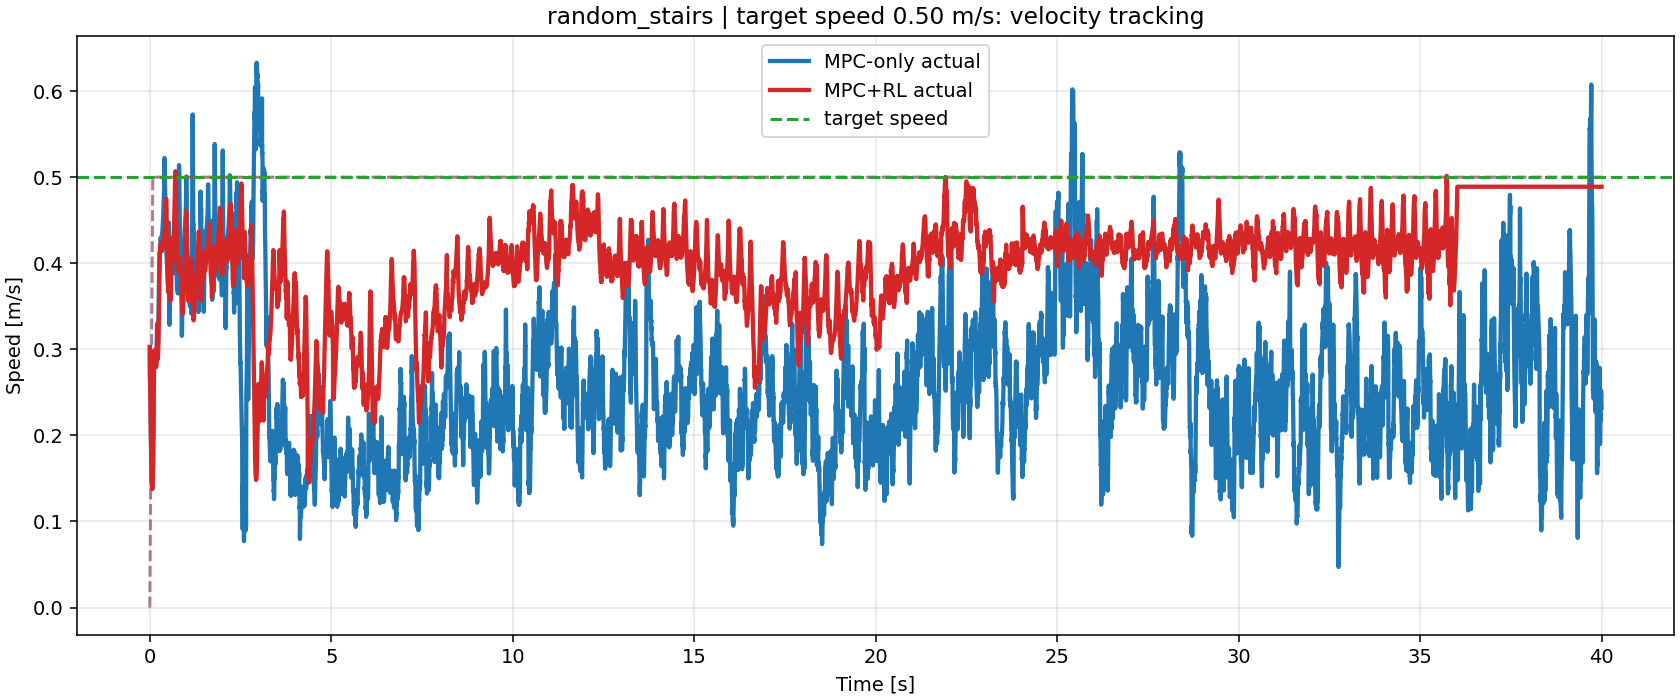 random_stairs | target speed 0.50 m/s: velocity tracking
MPC-only actual
MPC+RL actual
target speed
Speed [m/s]
0.6
0.5
0.4
0.3
0.2
0.1
0.0
0 5 10 15 20 25 30 35 40
Time [s]